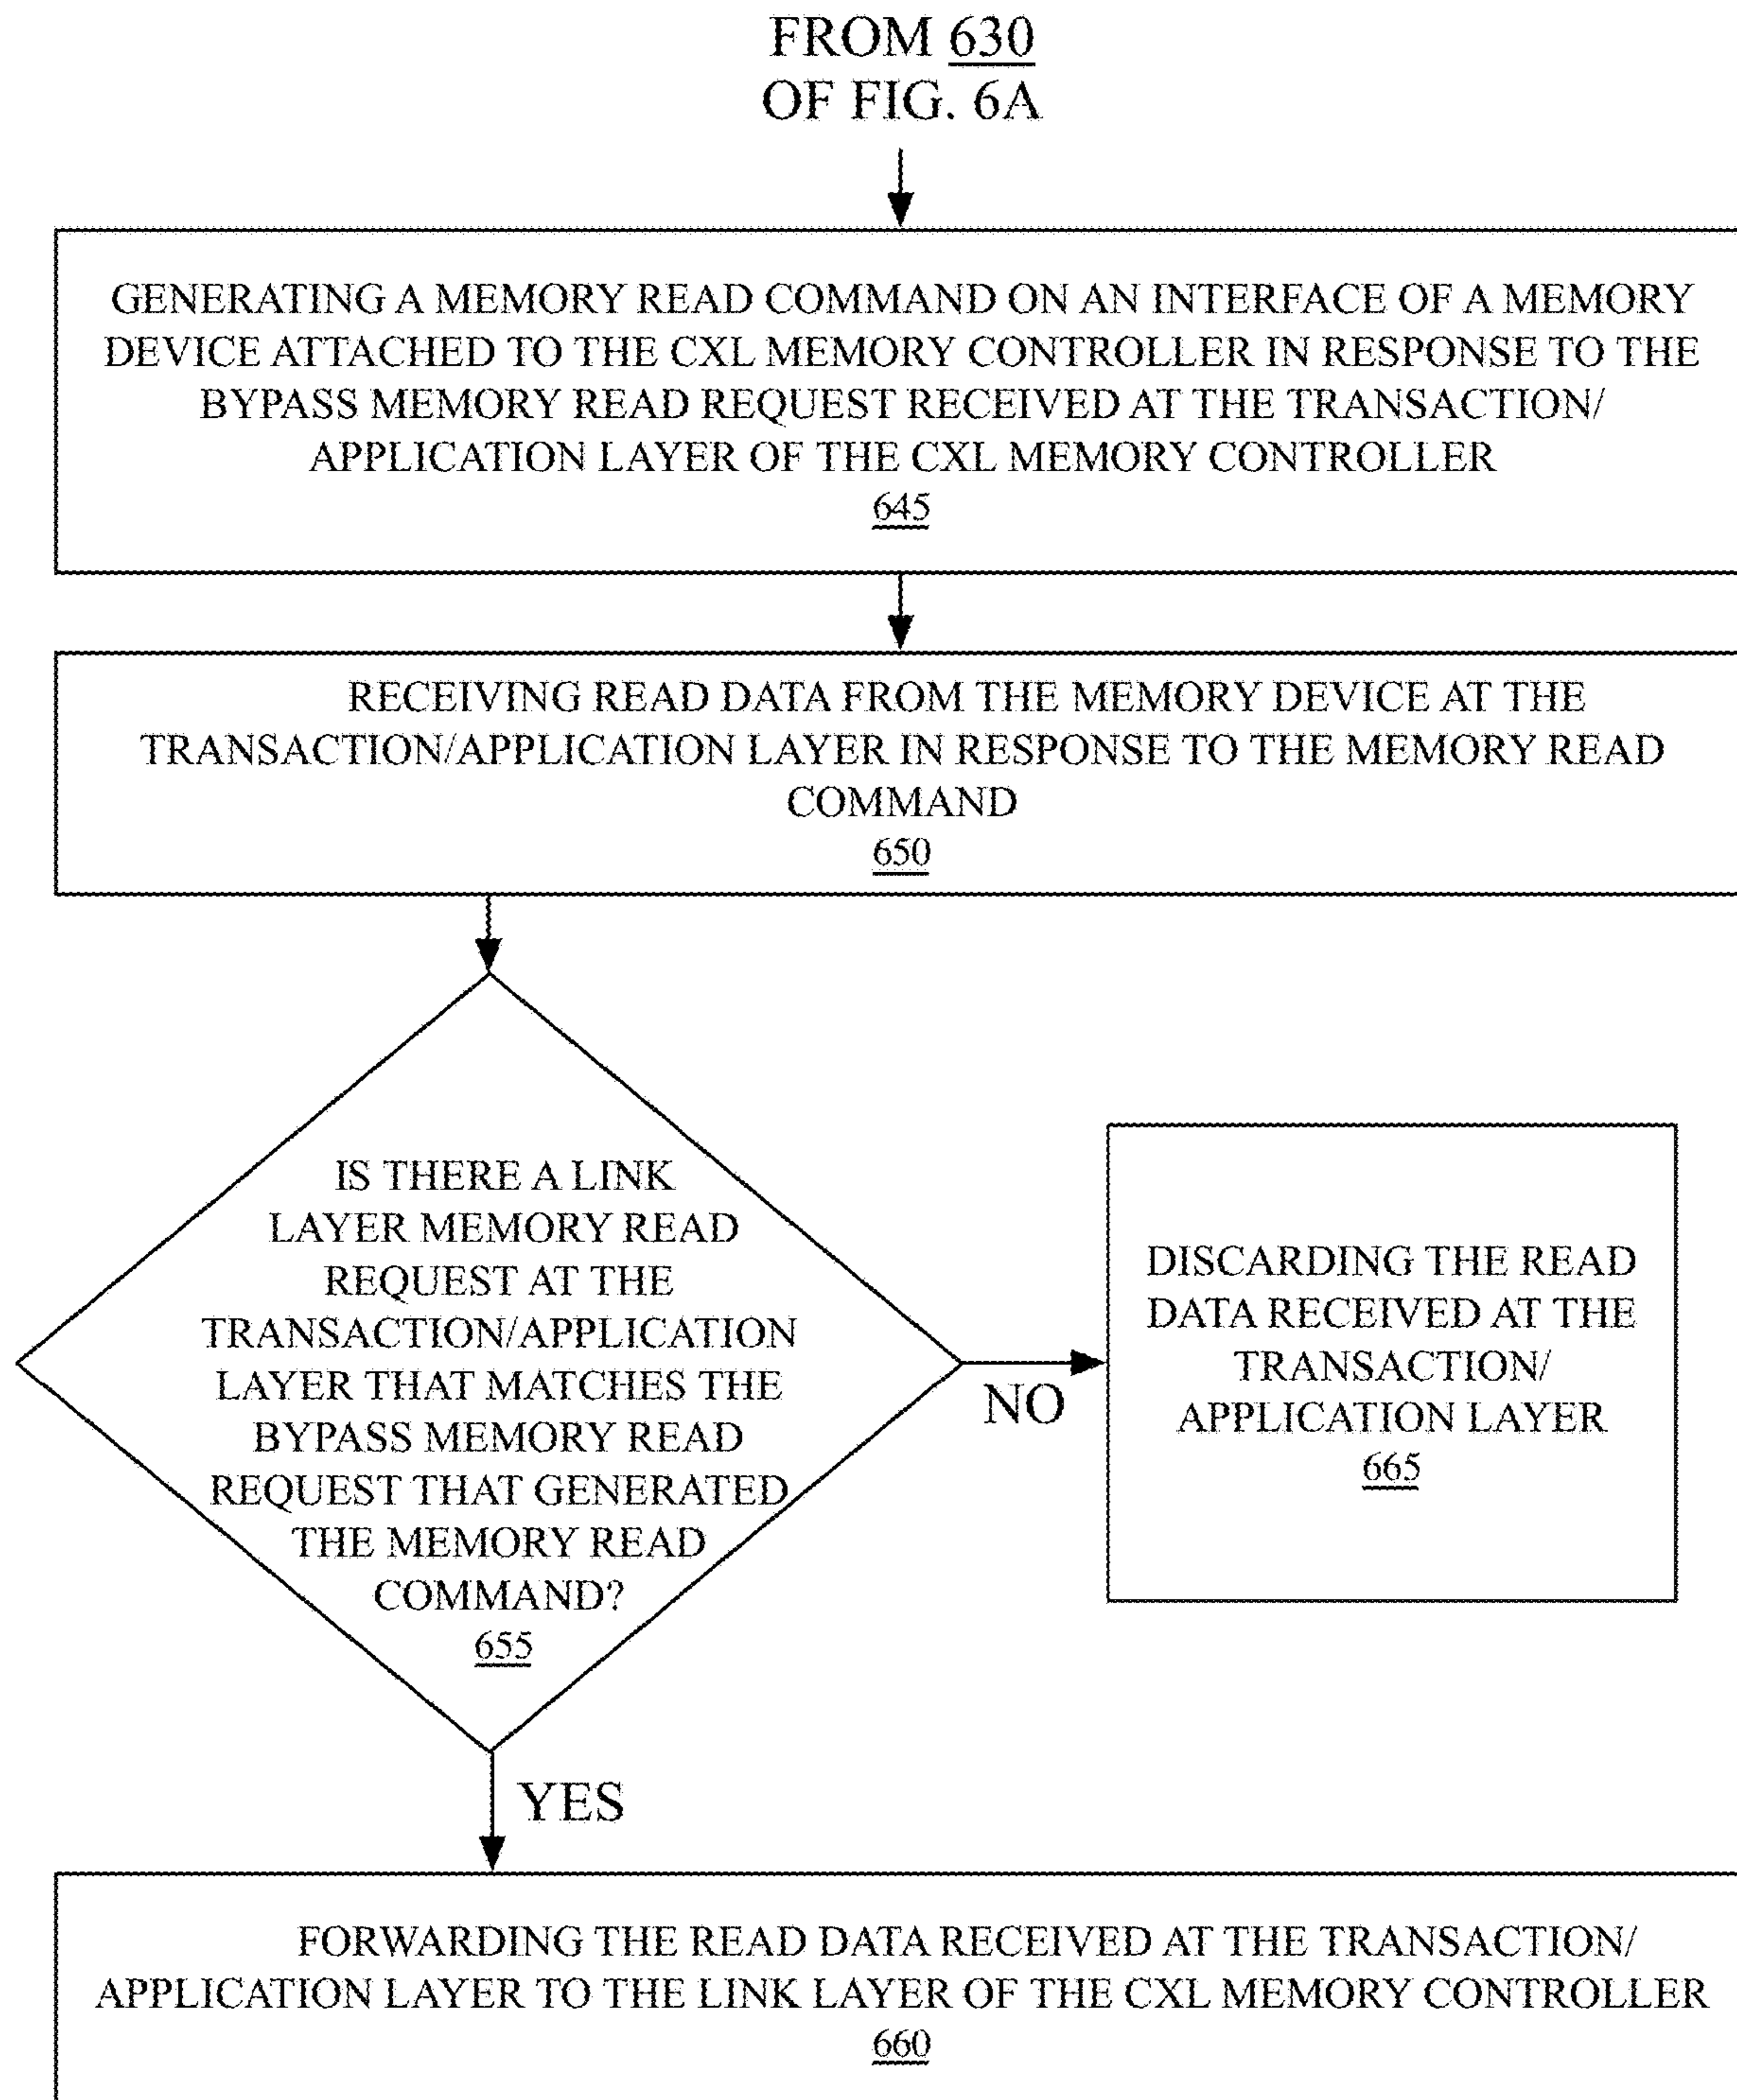 FROM 630
OF FIG. 6A
GENERATING A MEMORY READ COMMAND ON AN INTERFACE OF A MEMORY
DEVICE ATTACHED TO THE CXL MEMORY CONTROLLER IN RESPONSE TO THE
BYPASS MEMORY READ REQUEST RECEIVED AT THE TRANSACTION/
APPLICATION LAYER OF THE CXL MEMORY CONTROLLER
645
RECEIVING READ DATA FROM THE MEMORY DEVICE AT THE
TRANSACTION/APPLICATION LAYER IN RESPONSE TO THE MEMORY READ
COMMAND
650
IS THERE A LINK
LAYER MEMORY READ
REQUEST AT THE
TRANSACTION/APPLICATION
LAYER THAT MATCHES THE
BYPASS MEMORY READ
REQUEST THAT GENERATED
THE MEMORY READ
COMMAND?
655
NO
DISCARDING THE READ
DATA RECEIVED AT THE
TRANSACTION/
APPLICATION LAYER
665
YES
FORWARDING THE READ DATA RECEIVED AT THE TRANSACTION/
APPLICATION LAYER TO THE LINK LAYER OF THE CXL MEMORY CONTROLLER
660